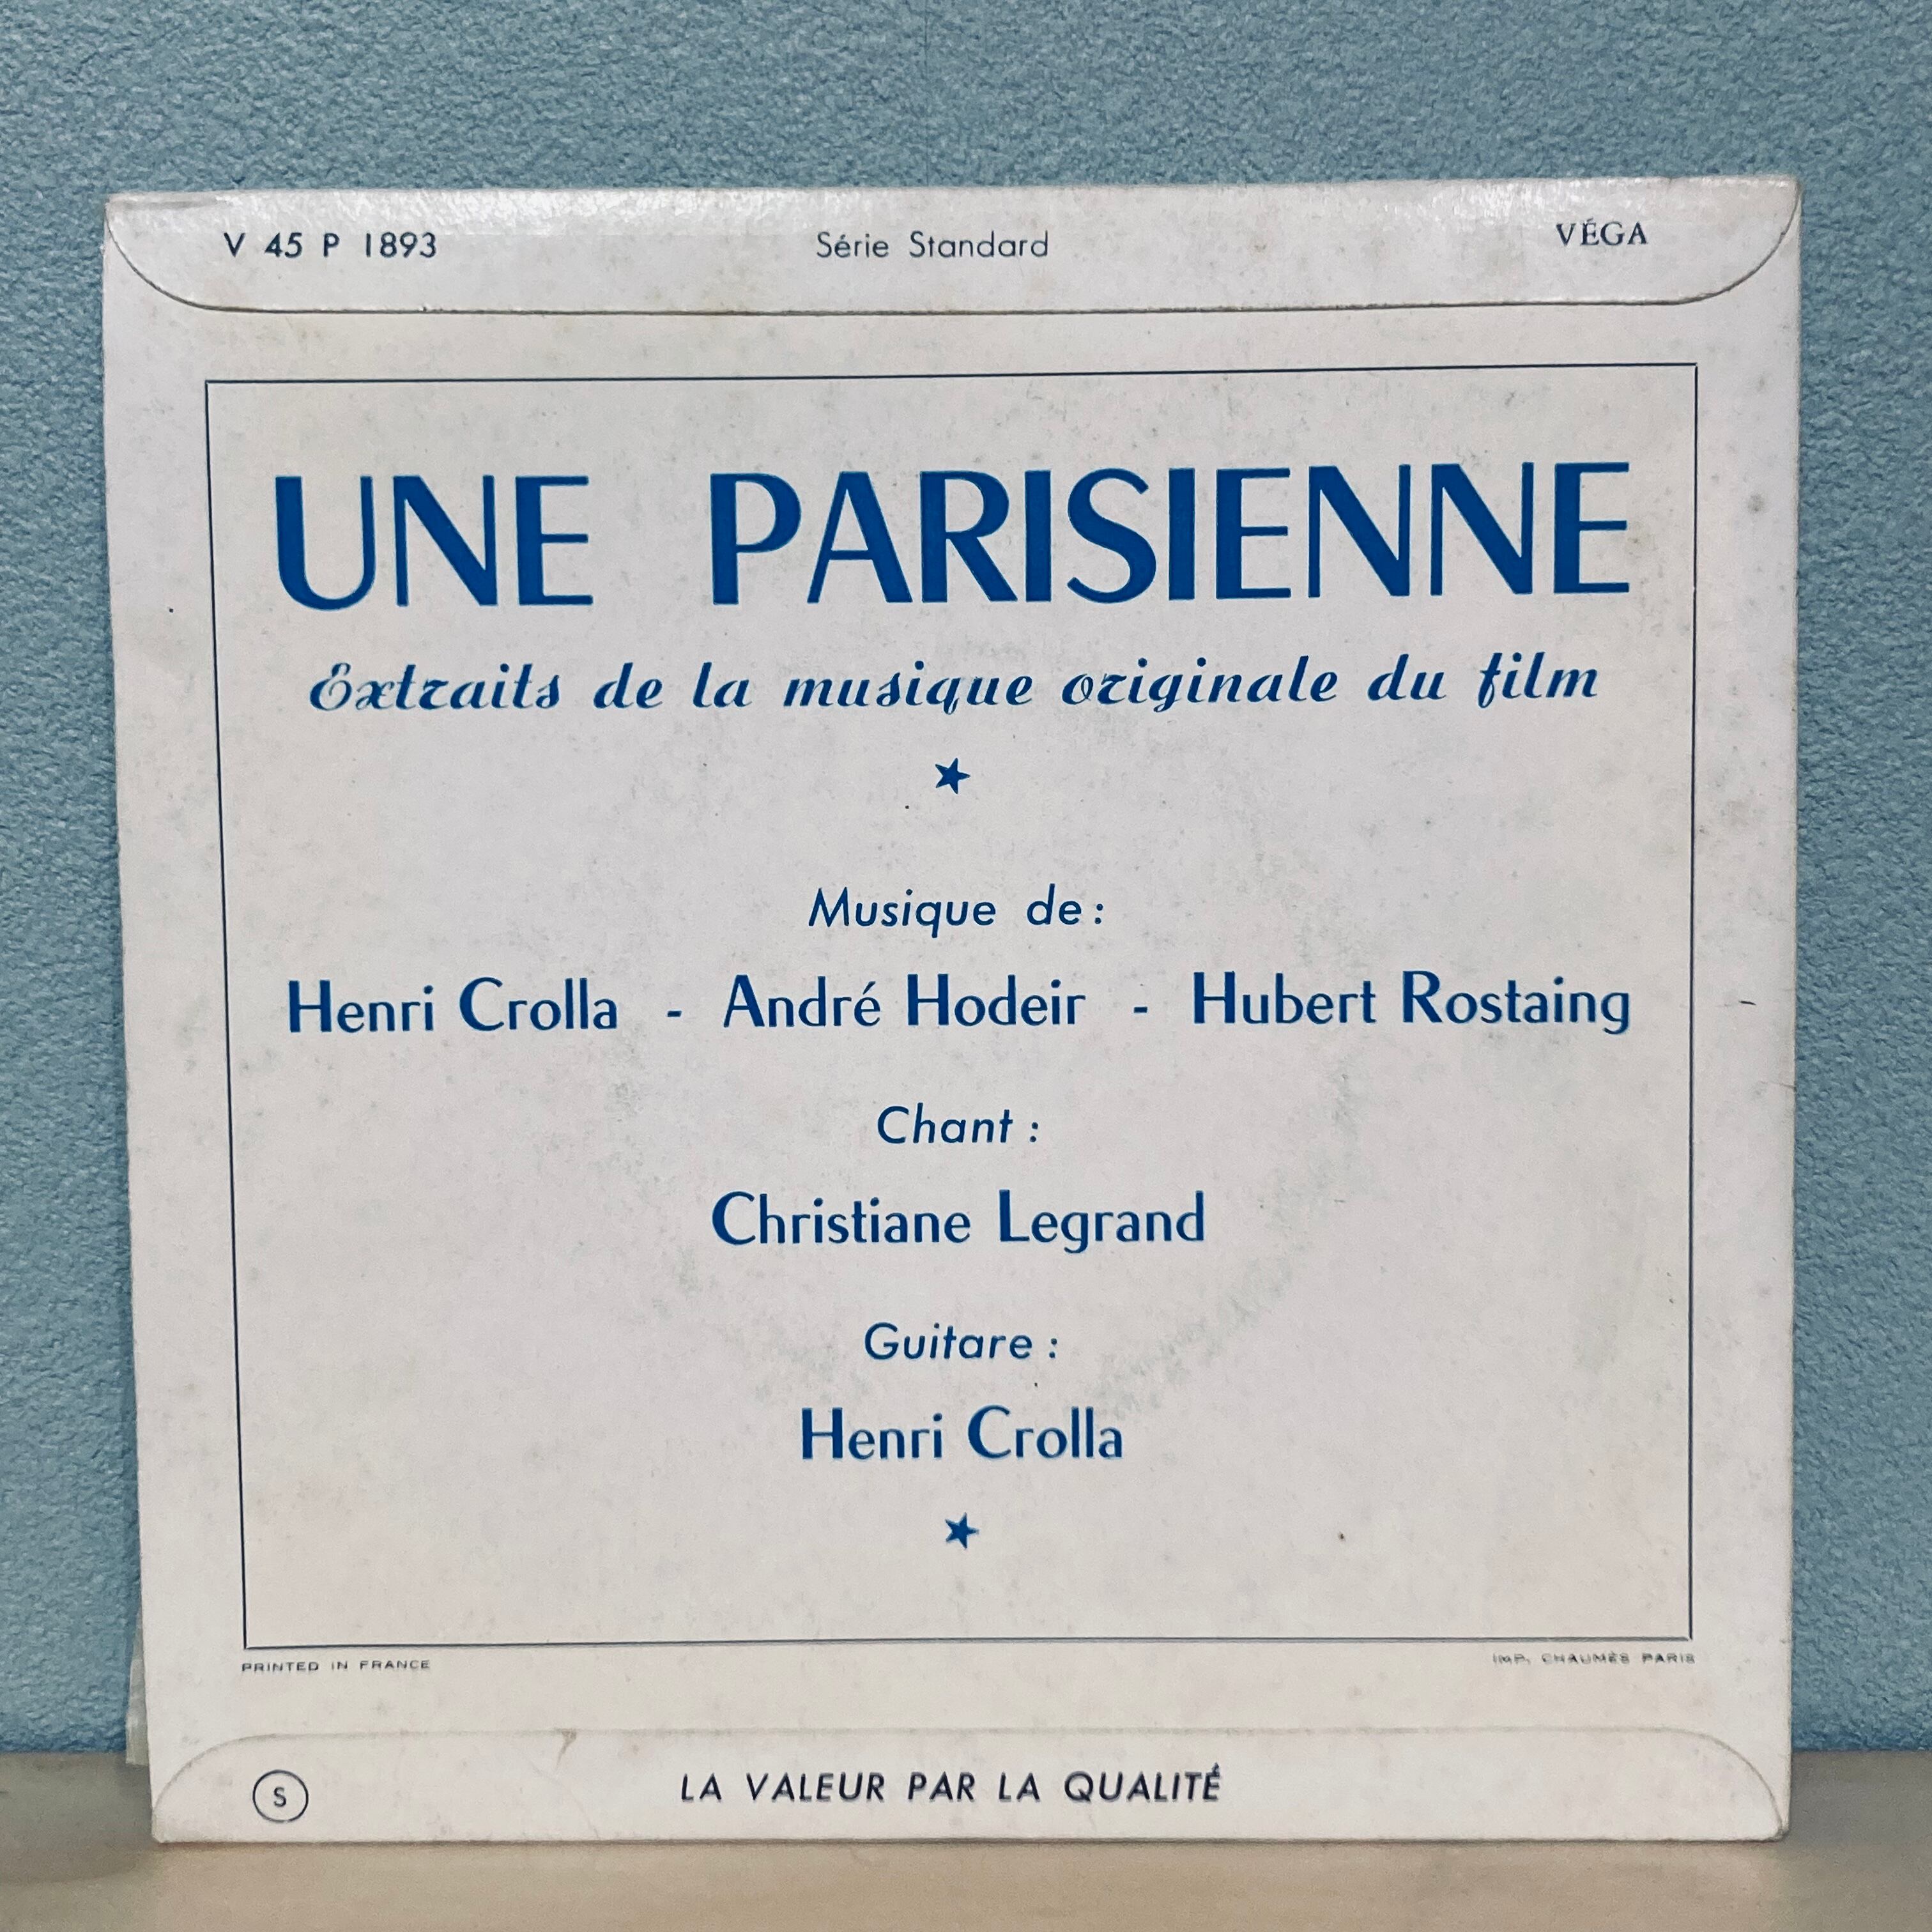 V 45 P 1893 Série Standard VÉGA
UNE PARISIENNE
Extraits de la musique originale du film
Musique de :
Henri Crolla - André Hodeir - Hubert Rostaing
Chant :
Christiane Legrand
Guitare :
Henri Crolla
PRINTED IN FRANCE IMP. CHAUMÈS PARIS
S LA VALEUR PAR LA QUALITÉ